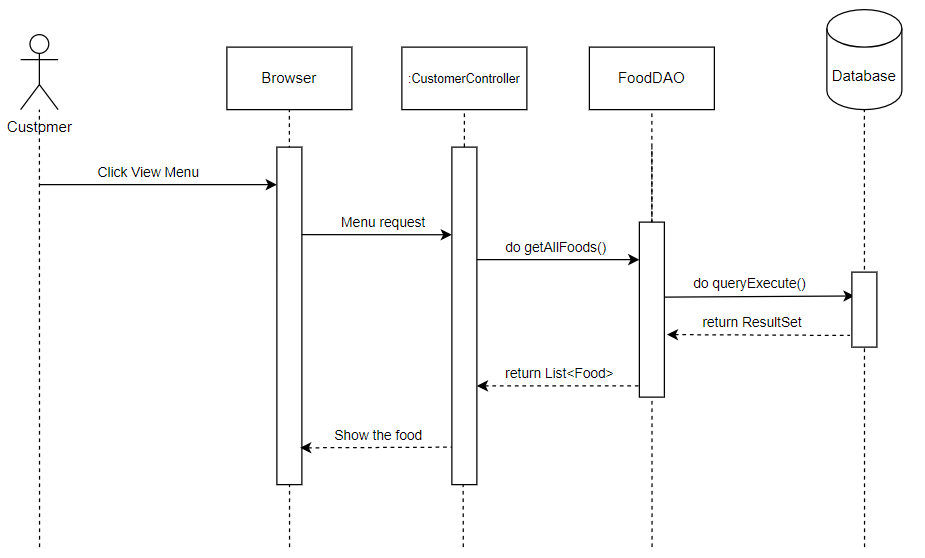 Browser
:CustomerController
FoodDAO
Database
Custpmer
Click View Menu
Menu request
do getAllFoods()
do queryExecute()
return ResultSet
return List<Food>
Show the food